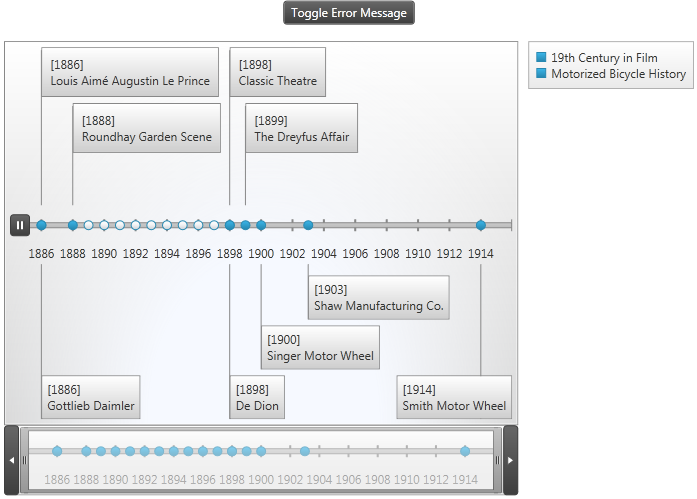 Toggle Error Message
[1886]
Louis Aimé Augustin Le Prince
[1898]
Classic Theatre
19th Century in Film
Motorized Bicycle History
[1888]
Roundhay Garden Scene
[1899]
The Dreyfus Affair
1886 1888 1890 1892 1894 1896 1898 1900 1902 1904 1906 1908 1910 1912 1914
[1903]
Shaw Manufacturing Co.
[1900]
Singer Motor Wheel
[1886]
Gottlieb Daimler
[1898]
De Dion
[1914]
Smith Motor Wheel
1886 1888 1890 1892 1894 1896 1898 1900 1902 1904 1906 1908 1910 1912 1914